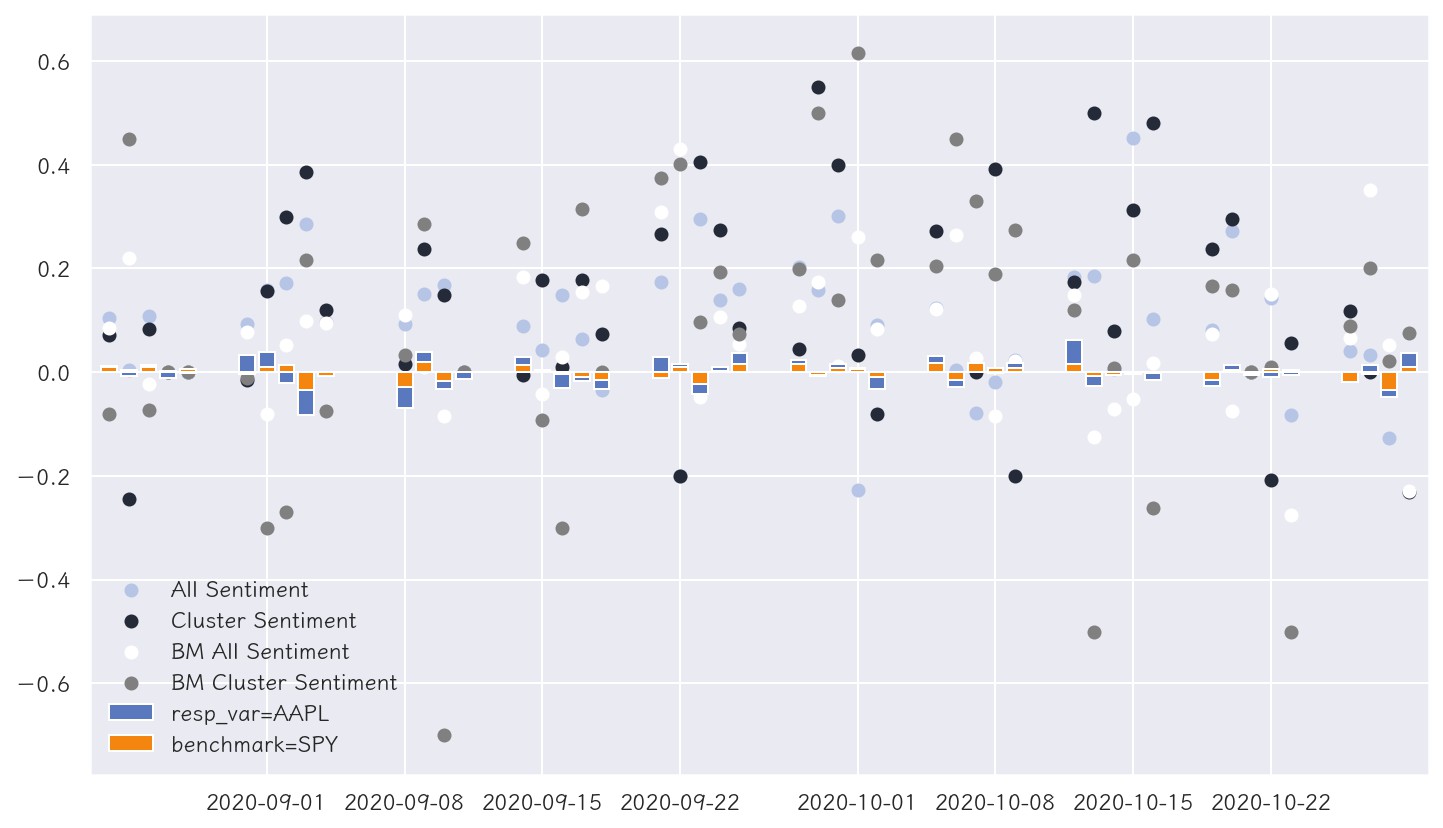 0.6
0.4
0.2
0.0
−0.2
−0.4
−0.6
All Sentiment
Cluster Sentiment
BM All Sentiment
BM Cluster Sentiment
resp_var=AAPL
benchmark=SPY
2020-09-01 2020-09-08 2020-09-15 2020-09-22 2020-10-01 2020-10-08 2020-10-15 2020-10-22